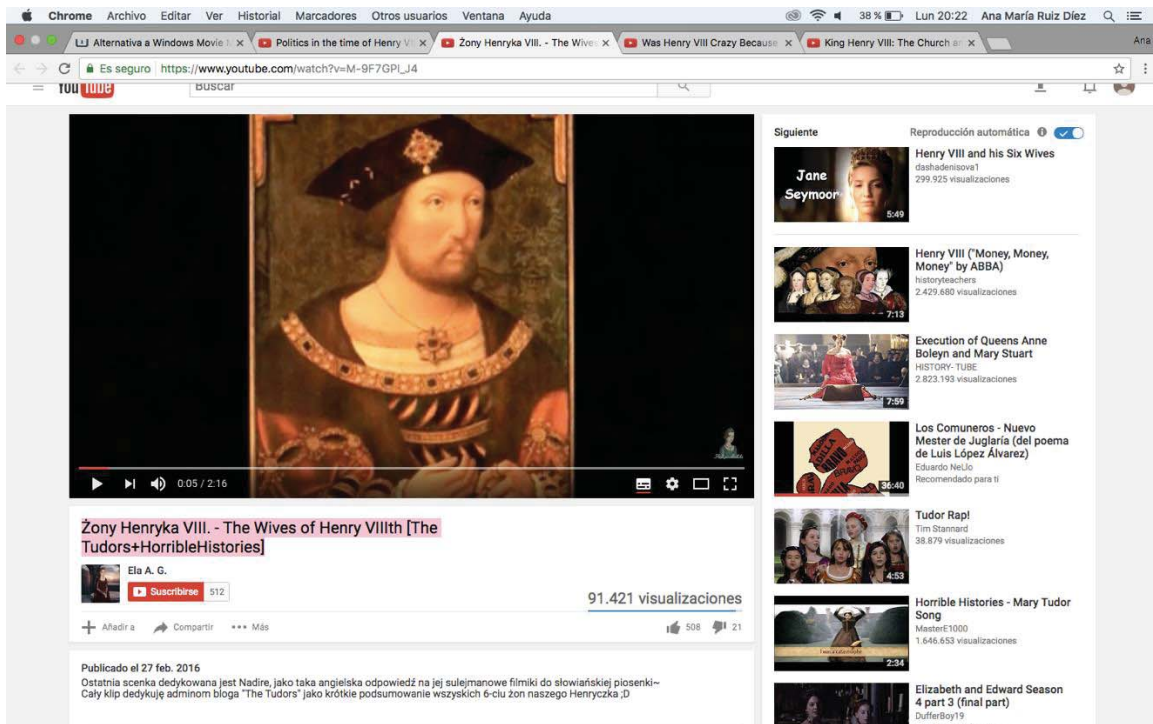 Chrome Archivo Editar Ver Historial Marcadores Otros usuarios Ventana Ayuda 38 % Lun 20:22 Ana María Ruiz Díez
Alternativa a Windows Movie Politics in the time of Henry Żony Henryka VIII. - The Wives Was Henry VIII Crazy Because King Henry VIII: The Church Ana
Es seguro https://www.youtube.com/watch?v=M-9F7GPl_J4
YouTube Buscar
Siguiente Reproducción automática
Jane
Seymoor
5:49
Henry VIII and his Six Wives
dashadenisova1
299.925 visualizaciones
7:13
Henry VIII ("Money, Money,
Money" by ABBA)
historyteachers
2.429.680 visualizaciones
7:59
Execution of Queens Anne
Boleyn and Mary Stuart
HISTORY- TUBE
2.823.193 visualizaciones
36:40
Los Comuneros - Nuevo
Mester de Juglaría (del poema
de Luis López Álvarez)
Eduardo NeiJo
Recomendado para ti
4:53
Tudor Rap!
Tim Stannard
38.879 visualizaciones
2:34
Horrible Histories - Mary Tudor
Song
MasterE1000
1.646.653 visualizaciones
Elizabeth and Edward Season
4 part 3 (final part)
DufferBoy19
0:05 / 2:16
Żony Henryka VIII. - The Wives of Henry VIIIth [The
Tudors+HorribleHistories]
Ela A. G.
Suscribirse 512
91.421 visualizaciones
Añadir a Compartir Más 508 21
Publicado el 27 feb. 2016
Ostatnia scenka dedykowana jest Nadire, jako taka angielska odpowiedź na jej sulejmanowe filmiki do słowiańskiej piosenki~
Cały klip dedykuję adminom bloga "The Tudors" jako krótkie podsumowanie wszyskich 6-ciu żon naszego Henryczka ;D